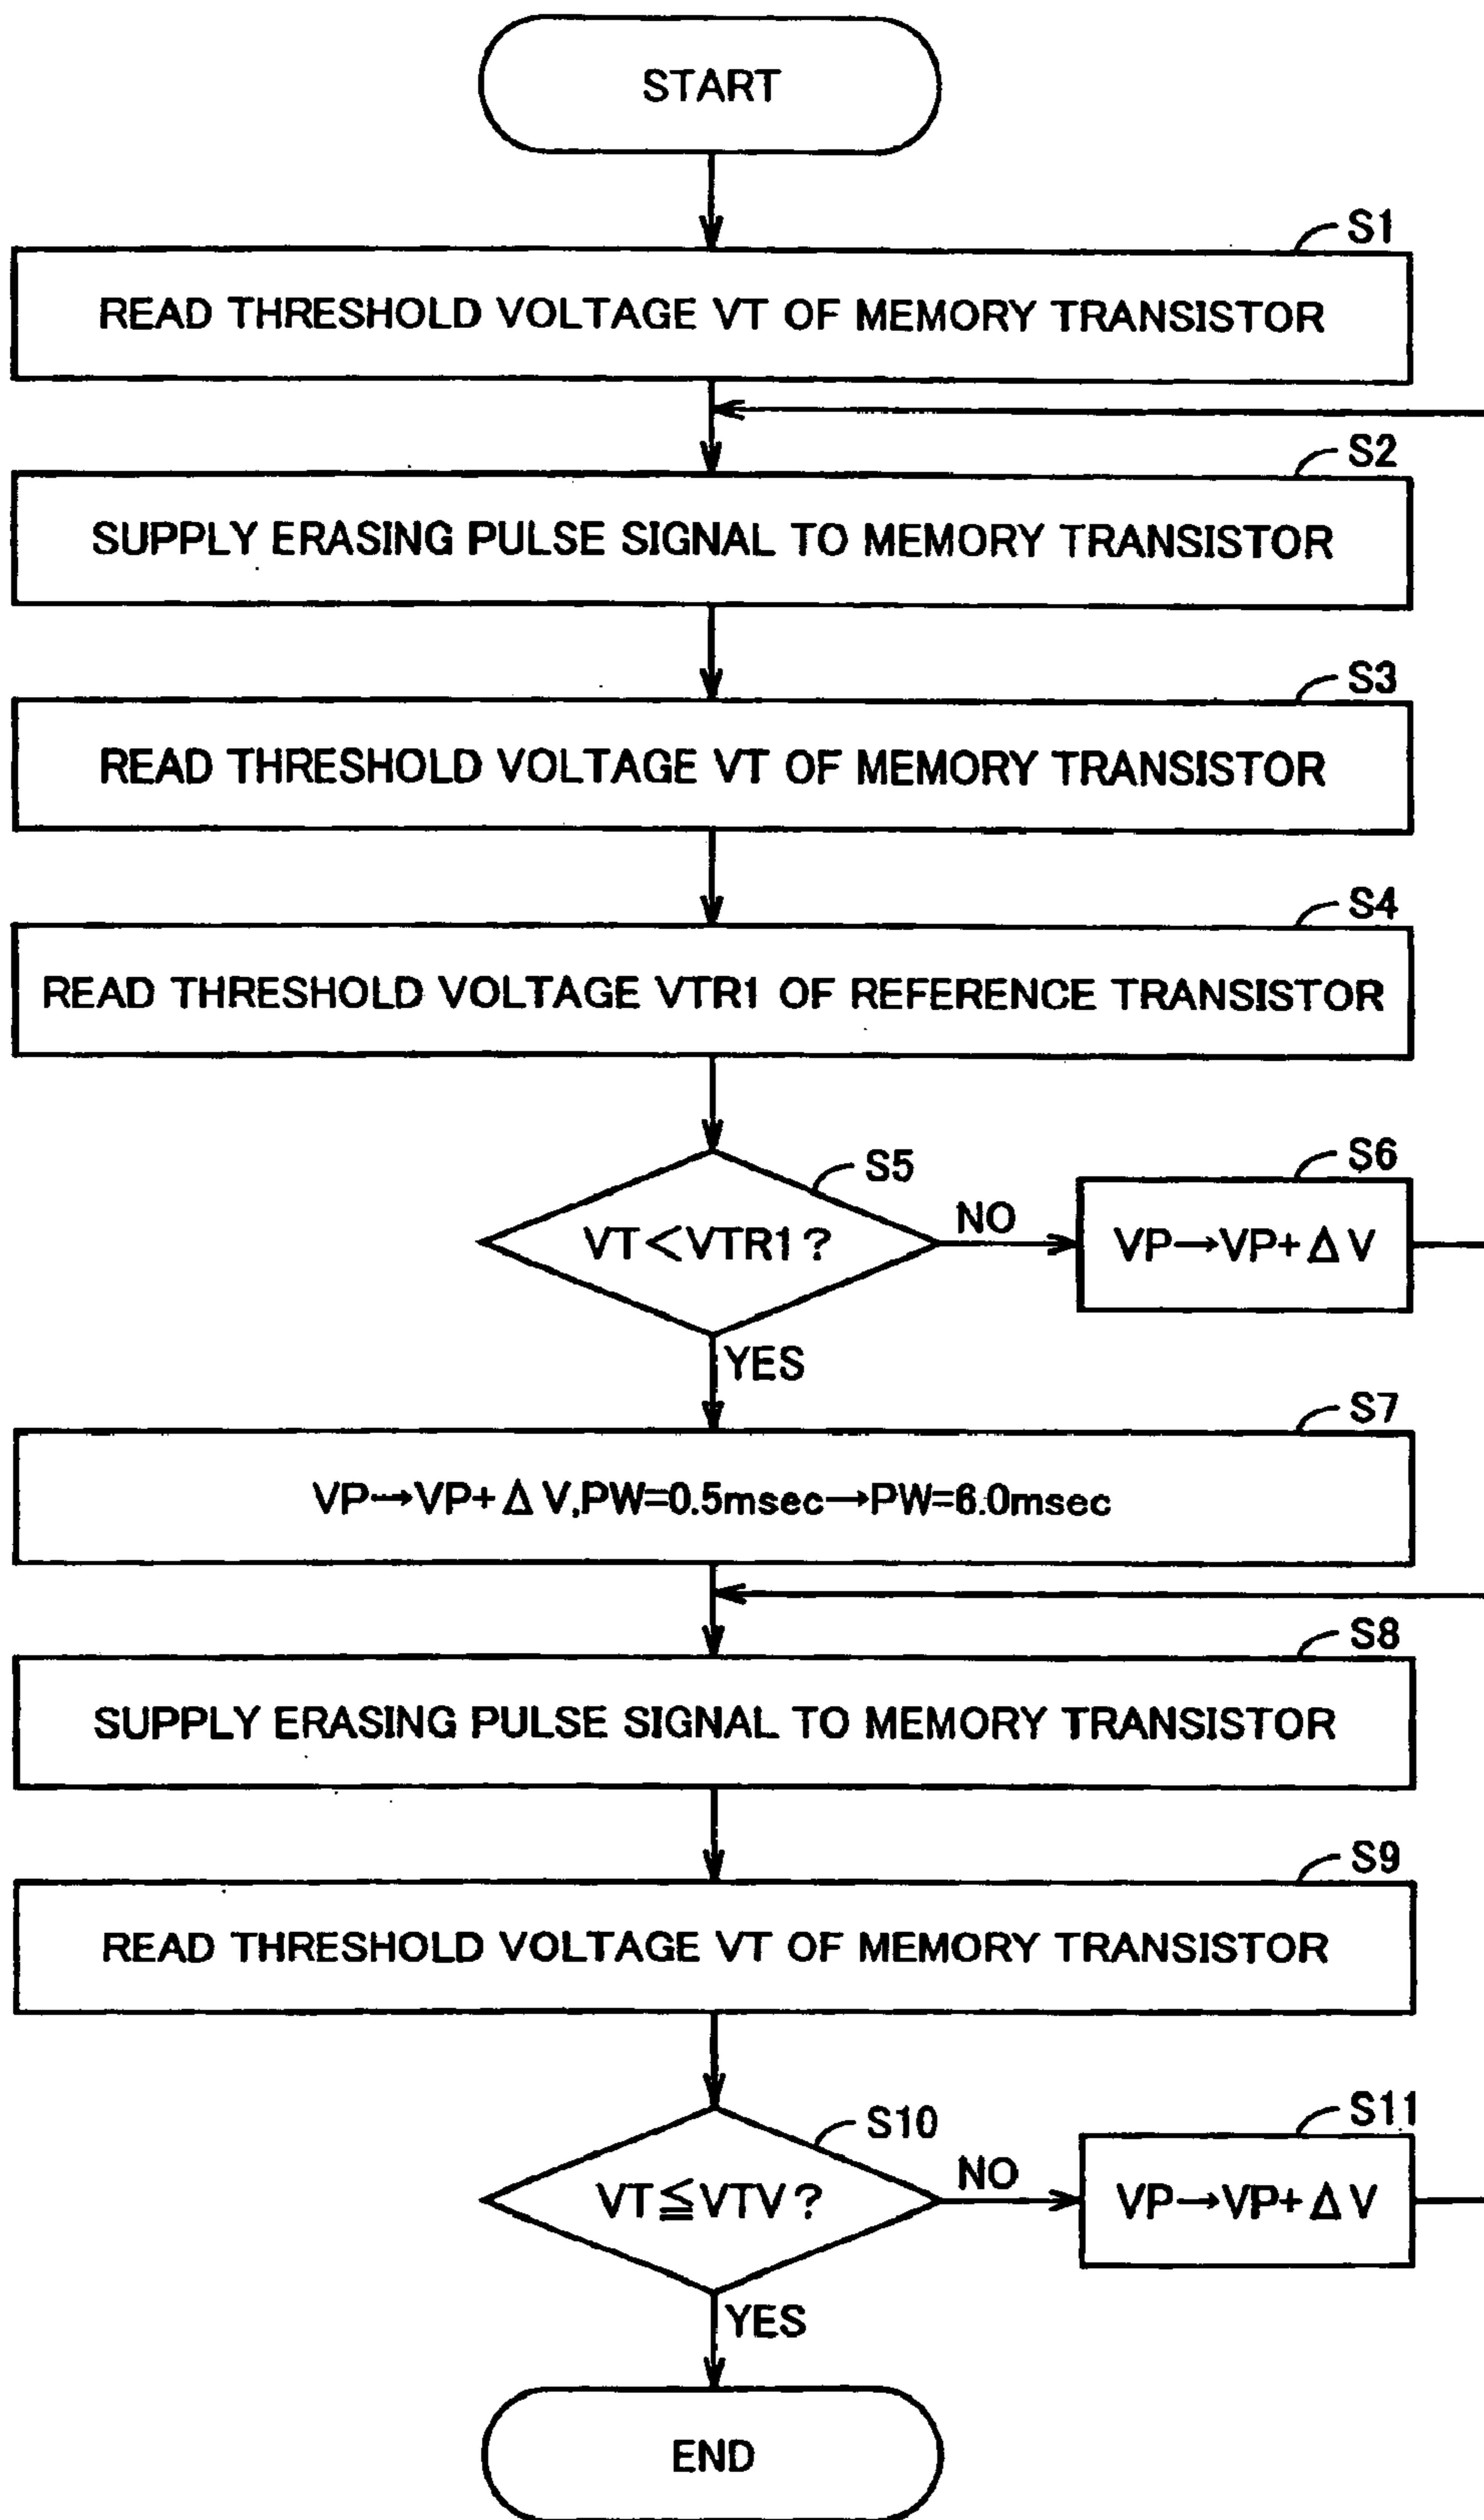 START
S1
READ THRESHOLD VOLTAGE VT OF MEMORY TRANSISTOR
S2
SUPPLY ERASING PULSE SIGNAL TO MEMORY TRANSISTOR
S3
READ THRESHOLD VOLTAGE VT OF MEMORY TRANSISTOR
S4
READ THRESHOLD VOLTAGE VTR1 OF REFERENCE TRANSISTOR
S5
VT<VTR1?
NO
S6
VP→VP+ΔV
YES
S7
VP→VP+ΔV,PW=0.5msec→PW=6.0msec
S8
SUPPLY ERASING PULSE SIGNAL TO MEMORY TRANSISTOR
S9
READ THRESHOLD VOLTAGE VT OF MEMORY TRANSISTOR
S10
VT≦VTV?
NO
S11
VP→VP+ΔV
YES
END